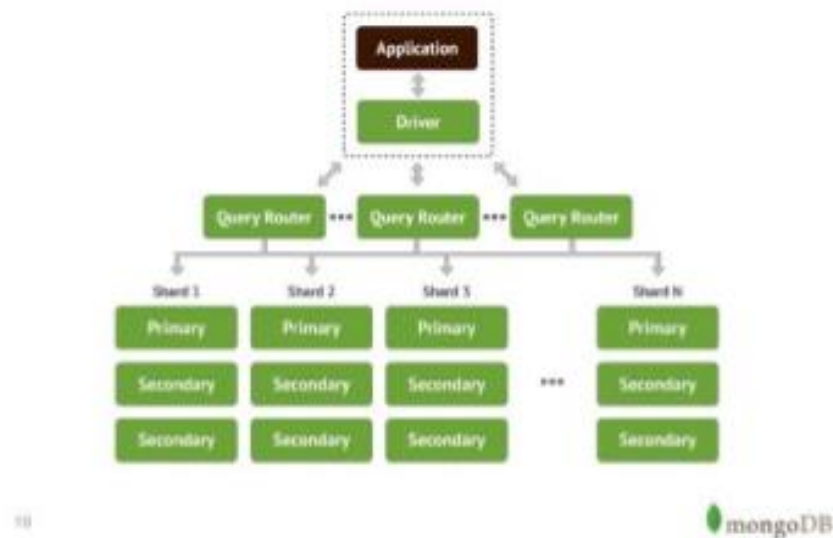 Application
Driver
Query Router ••• Query Router ••• Query Router
Shard 1 Shard 2 Shard 3 Shard N
Primary Primary Primary Primary
Secondary Secondary Secondary ••• Secondary
Secondary Secondary Secondary Secondary
mongoDB